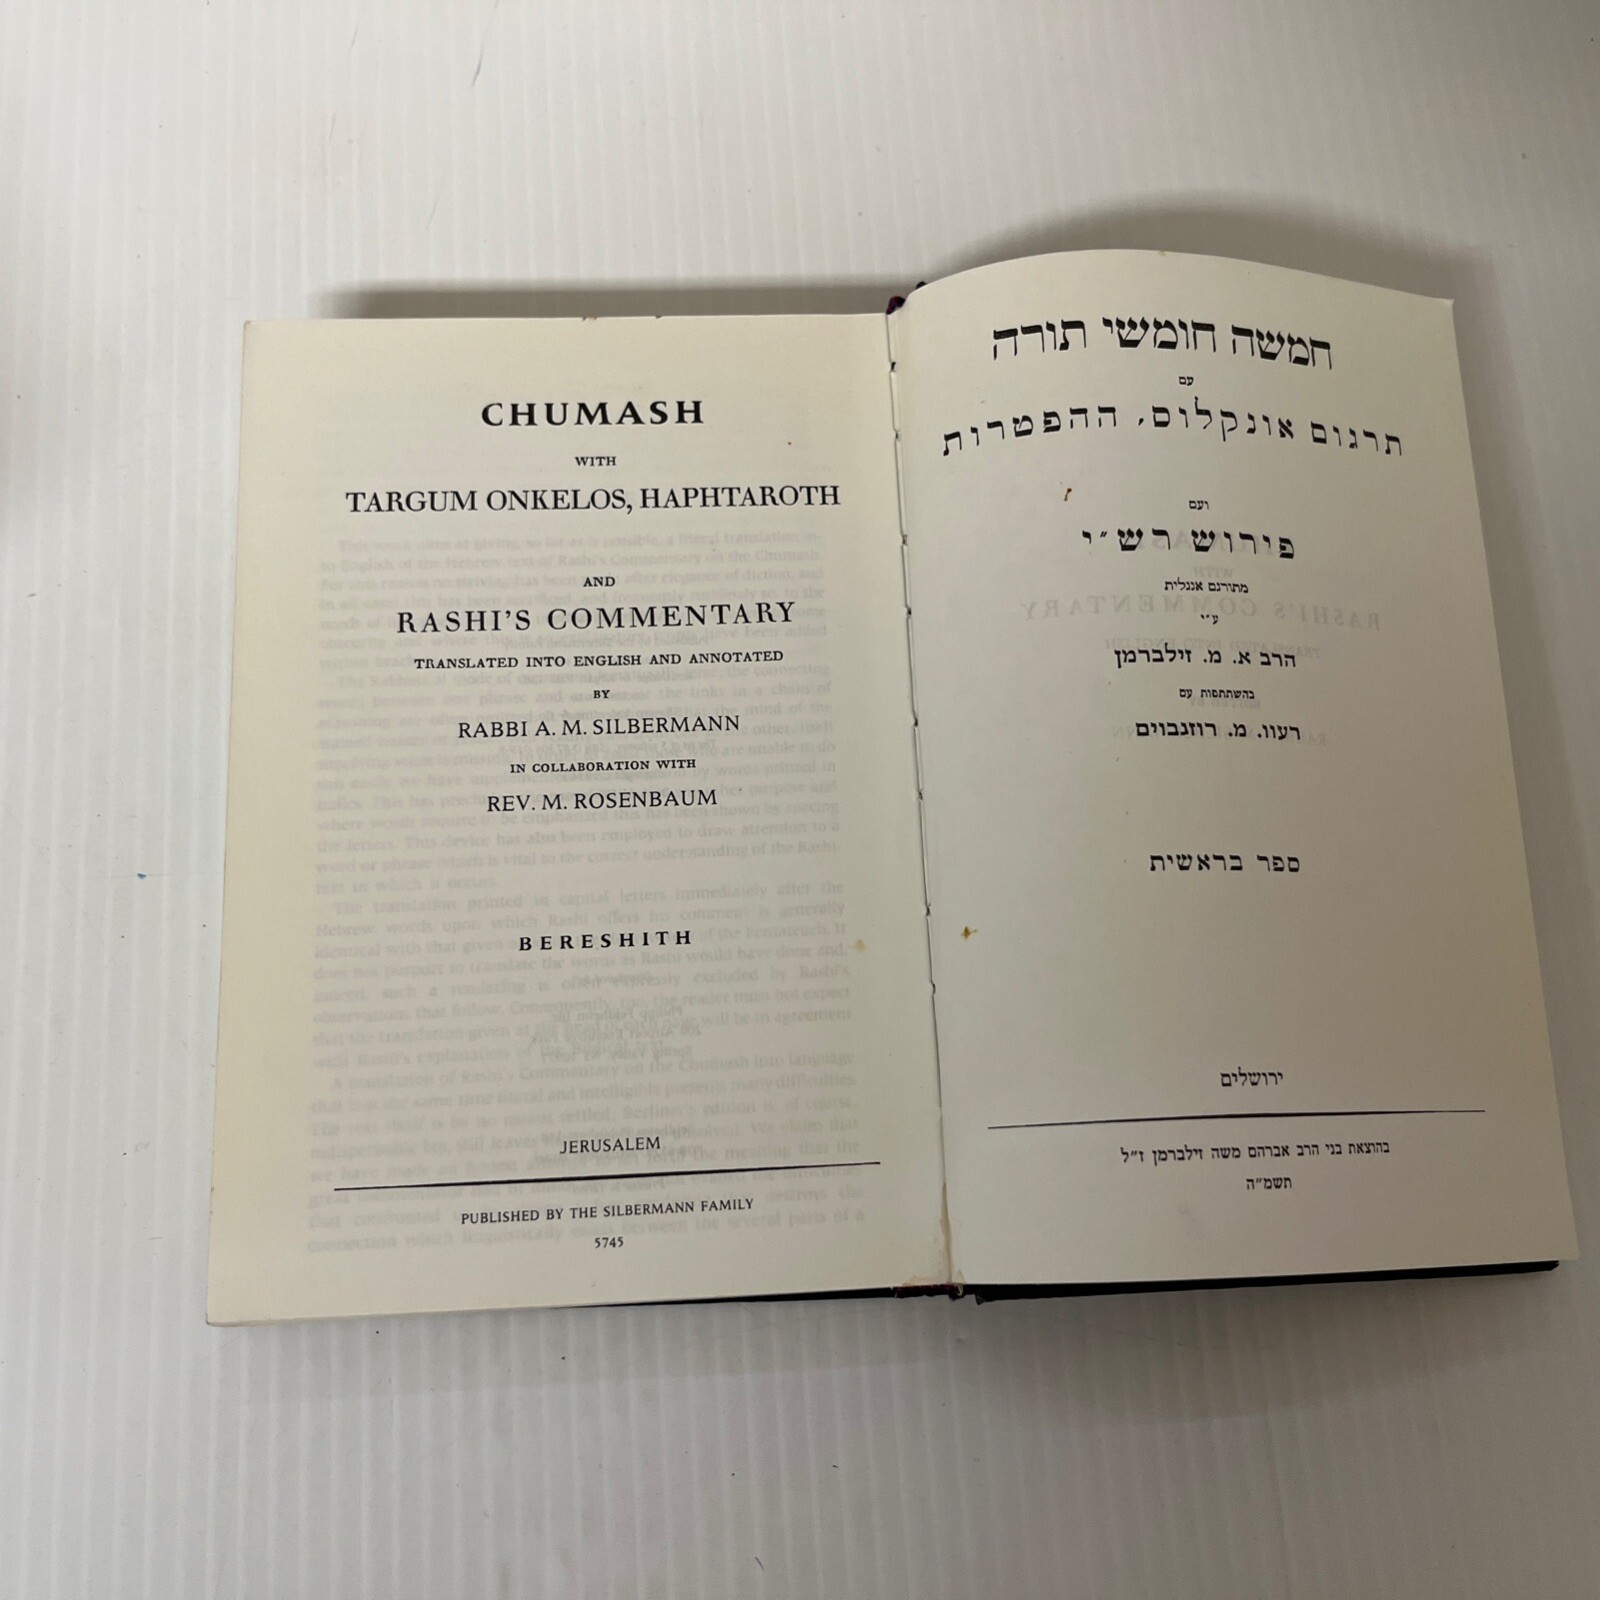 CHUMASH
WITH
TARGUM ONKELOS, HAPHTAROTH
AND
RASHI'S COMMENTARY
TRANSLATED INTO ENGLISH AND ANNOTATED
BY
RABBI A. M. SILBERMANN
IN COLLABORATION WITH
REV. M. ROSENBAUM
BERESHITH
JERUSALEM
PUBLISHED BY THE SILBERMANN FAMILY
5745
חמשה חומשי תורה
עם
תרגום אונקלוס, ההפטרות
ועם
פירוש רש״י
מתורגם אנגלית
ע״י
הרב א. מ. זילברמן
בהשתתפות עם
רעוו. מ. רוזנבוים
ספר בראשית
ירושלים
בהוצאת בני הרב אברהם משה זילברמן ז״ל
תשמ״ה